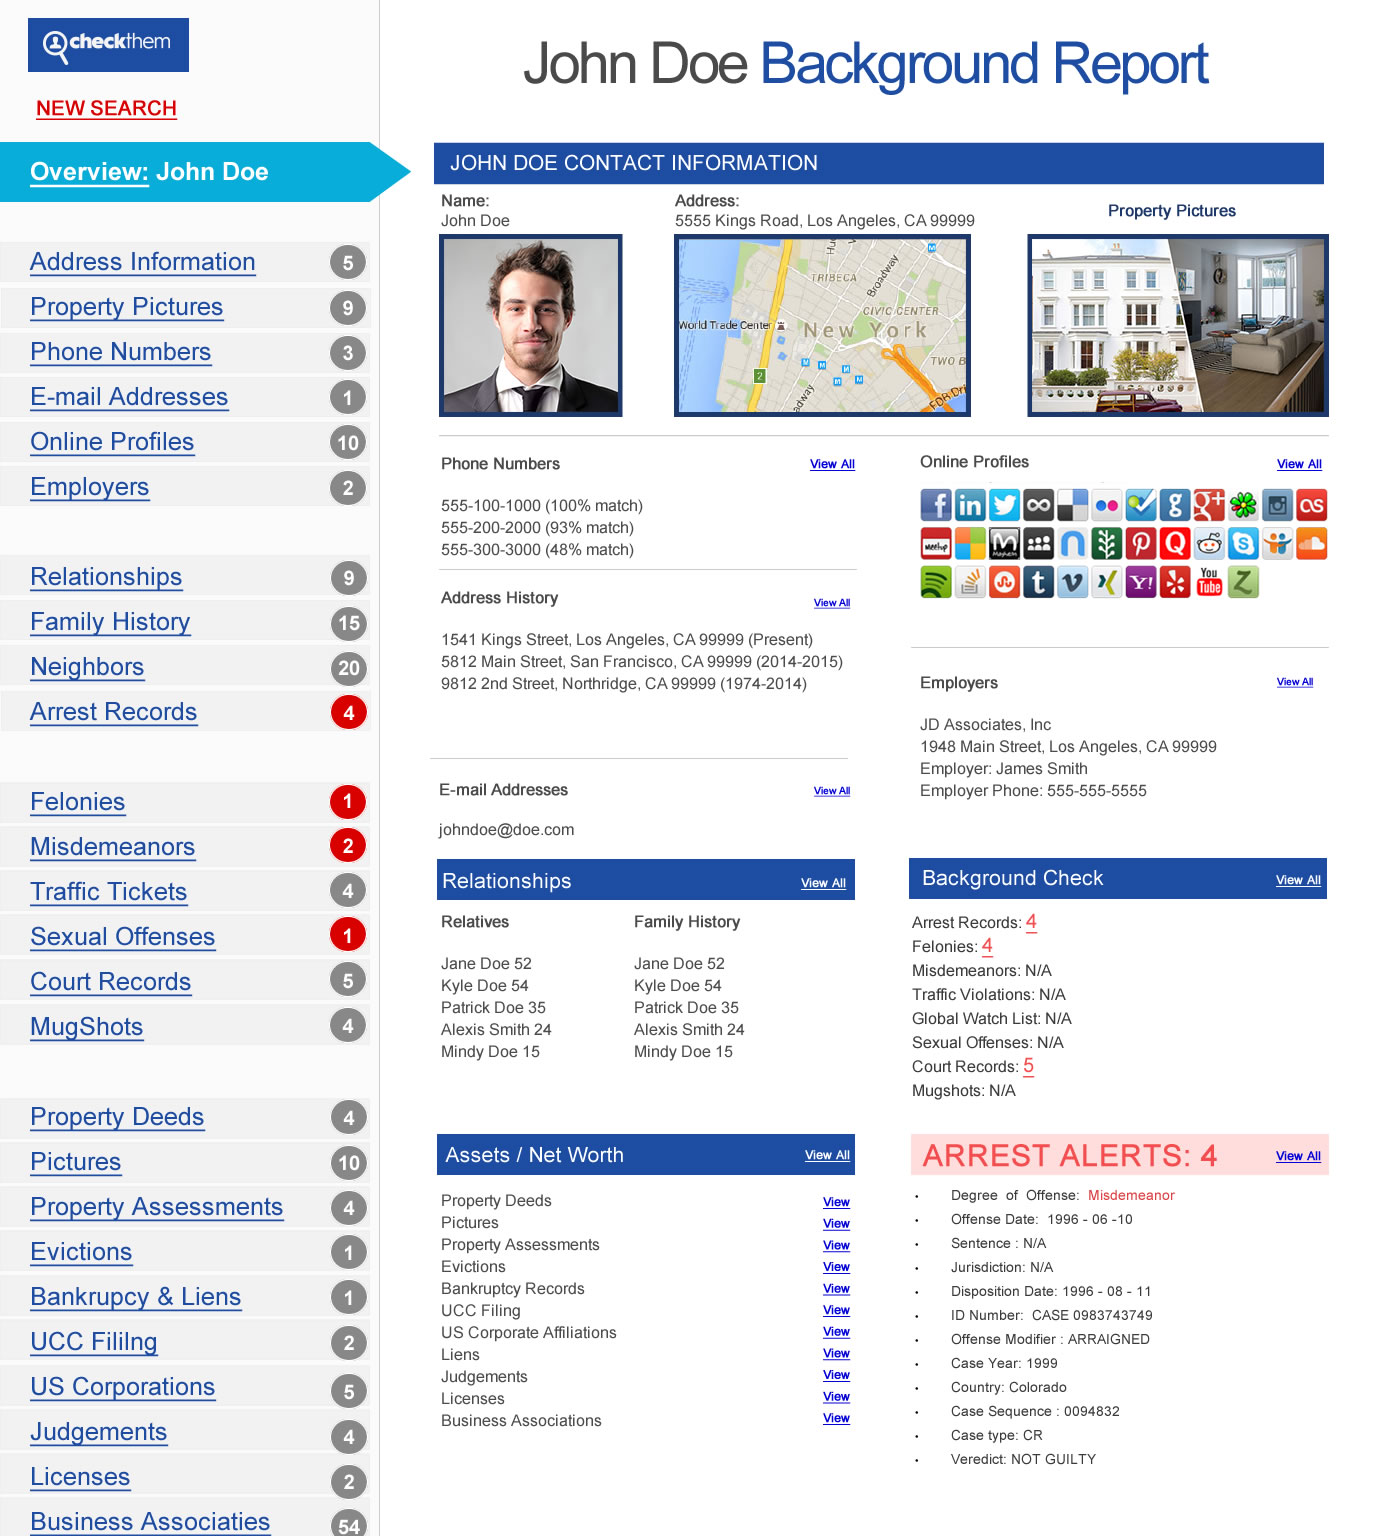 checkthem
NEW SEARCH
Overview: John Doe
Address Information 5
Property Pictures 9
Phone Numbers 3
E-mail Addresses 1
Online Profiles 10
Employers 2
Relationships 9
Family History 15
Neighbors 20
Arrest Records 4
Felonies 1
Misdemeanors 2
Traffic Tickets 4
Sexual Offenses 1
Court Records 5
MugShots 4
Property Deeds 4
Pictures 10
Property Assessments 4
Evictions 1
Bankrupcy & Liens 1
UCC Fililng 2
US Corporations 5
Judgements 4
Licenses 2
Business Associaties 54
John Doe Background Report
JOHN DOE CONTACT INFORMATION
Name:
John Doe
Address:
5555 Kings Road, Los Angeles, CA 99999
Property Pictures
TRIBECA
Broadway
CIVIC CENTER
World Trade Center
New York
TWO B
2
adway
FDR Dri
Phone Numbers View All
555-100-1000 (100% match)
555-200-2000 (93% match)
555-300-3000 (48% match)
Address History View All
1541 Kings Street, Los Angeles, CA 99999 (Present)
5812 Main Street, San Francisco, CA 99999 (2014-2015)
9812 2nd Street, Northridge, CA 99999 (1974-2014)
E-mail Addresses View All
johndoe@doe.com
Online Profiles View All
Meetup
Mayhem
Y!
You Tube
Employers View All
JD Associates, Inc
1948 Main Street, Los Angeles, CA 99999
Employer: James Smith
Employer Phone: 555-555-5555
Relationships View All
Relatives
Jane Doe 52
Kyle Doe 54
Patrick Doe 35
Alexis Smith 24
Mindy Doe 15
Family History
Jane Doe 52
Kyle Doe 54
Patrick Doe 35
Alexis Smith 24
Mindy Doe 15
Background Check View All
Arrest Records: 4
Felonies: 4
Misdemeanors: N/A
Traffic Violations: N/A
Global Watch List: N/A
Sexual Offenses: N/A
Court Records: 5
Mugshots: N/A
Assets / Net Worth View All
Property Deeds View
Pictures View
Property Assessments View
Evictions View
Bankruptcy Records View
UCC Filing View
US Corporate Affiliations View
Liens View
Judgements View
Licenses View
Business Associations View
ARREST ALERTS: 4 View All
• Degree of Offense: Misdemeanor
• Offense Date: 1996 - 06 -10
• Sentence : N/A
• Jurisdiction: N/A
• Disposition Date: 1996 - 08 - 11
• ID Number: CASE 0983743749
• Offense Modifier : ARRAIGNED
• Case Year: 1999
• Country: Colorado
• Case Sequence : 0094832
• Case type: CR
• Veredict: NOT GUILTY